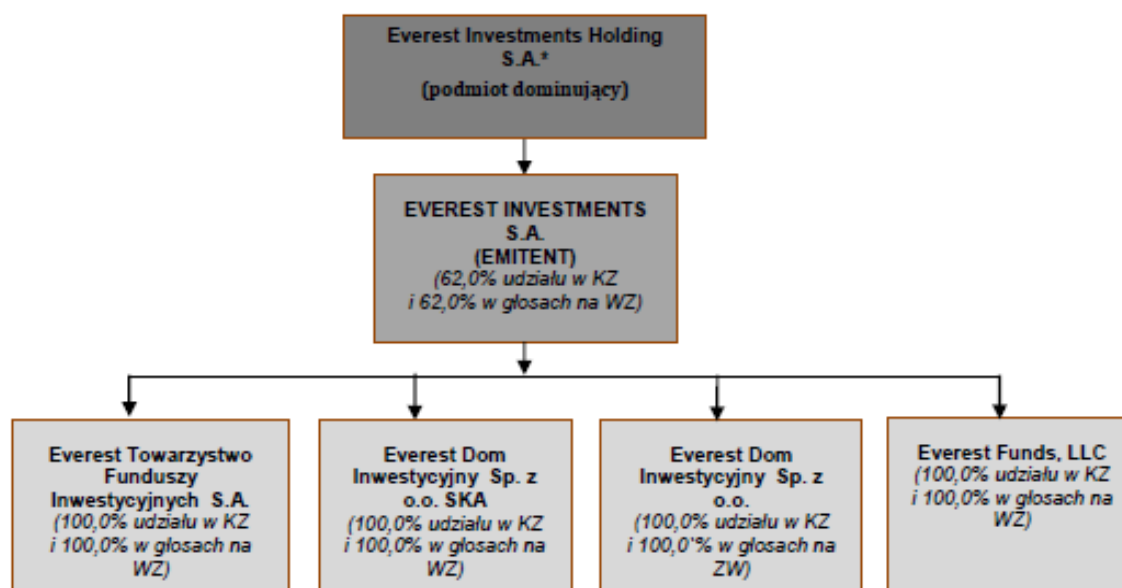 Everest Investments Holding
S.A.*
(podmiot dominujący)
EVEREST INVESTMENTS
S.A.
(EMITENT)
(62,0% udziału w KZ
i 62,0% w głosach na WZ)
Everest Towarzystwo
Funduszy
Inwestycyjnych S.A.
(100,0% udziału w KZ
i 100,0% w głosach na
WZ)
Everest Dom
Inwestycyjny Sp. z
o.o. SKA
(100,0% udziału w KZ
i 100,0% w głosach na
WZ)
Everest Dom
Inwestycyjny Sp. z
o.o.
(100,0% udziału w KZ
i 100,0'% w głosach na
ZW)
Everest Funds, LLC
(100,0% udziału w KZ
i 100,0% w głosach na
WZ)